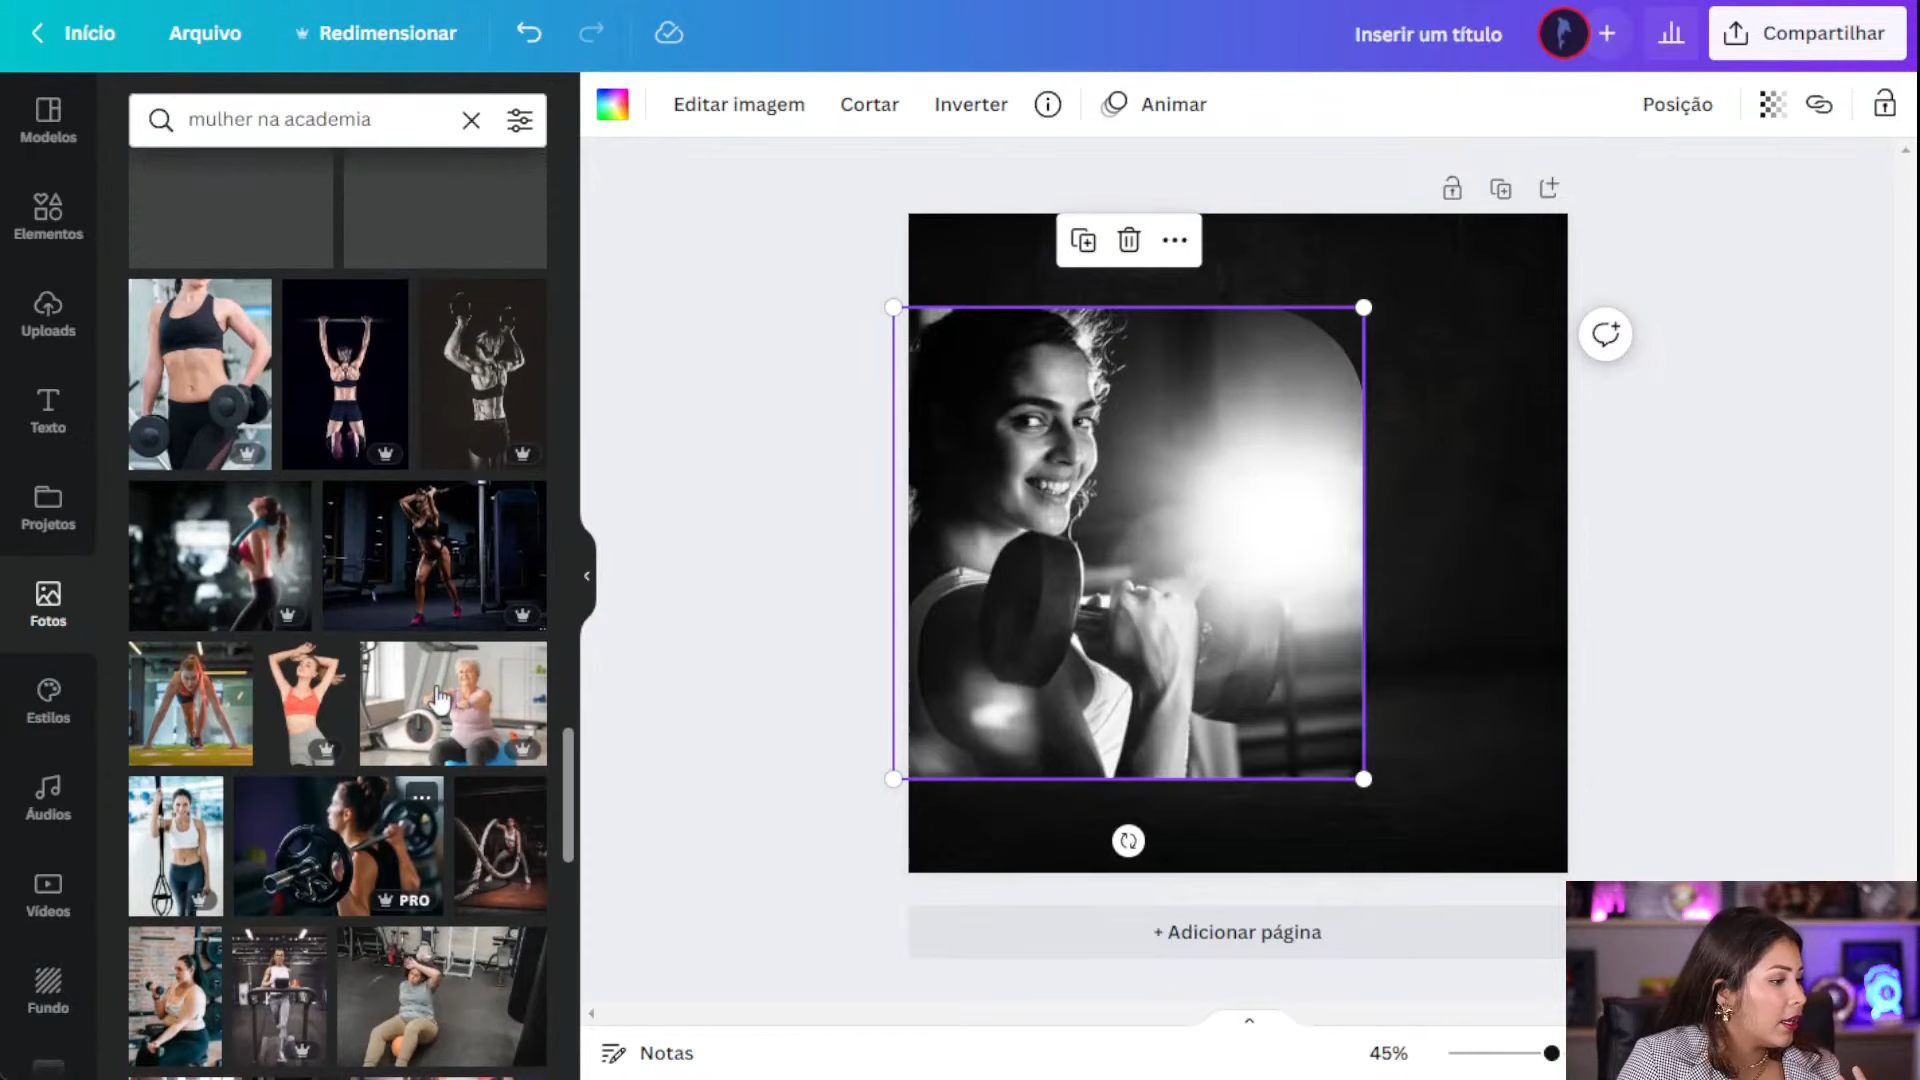 Início
Arquivo
Redimensionar
Inserir um título
Compartilhar
Modelos
Elementos
Uploads
Texto
Projetos
Fotos
Estilos
Áudios
Vídeos
Fundo
mulher na academia
PRO
Editar imagem
Cortar
Inverter
Animar
Posição
+ Adicionar página
Notas
45%